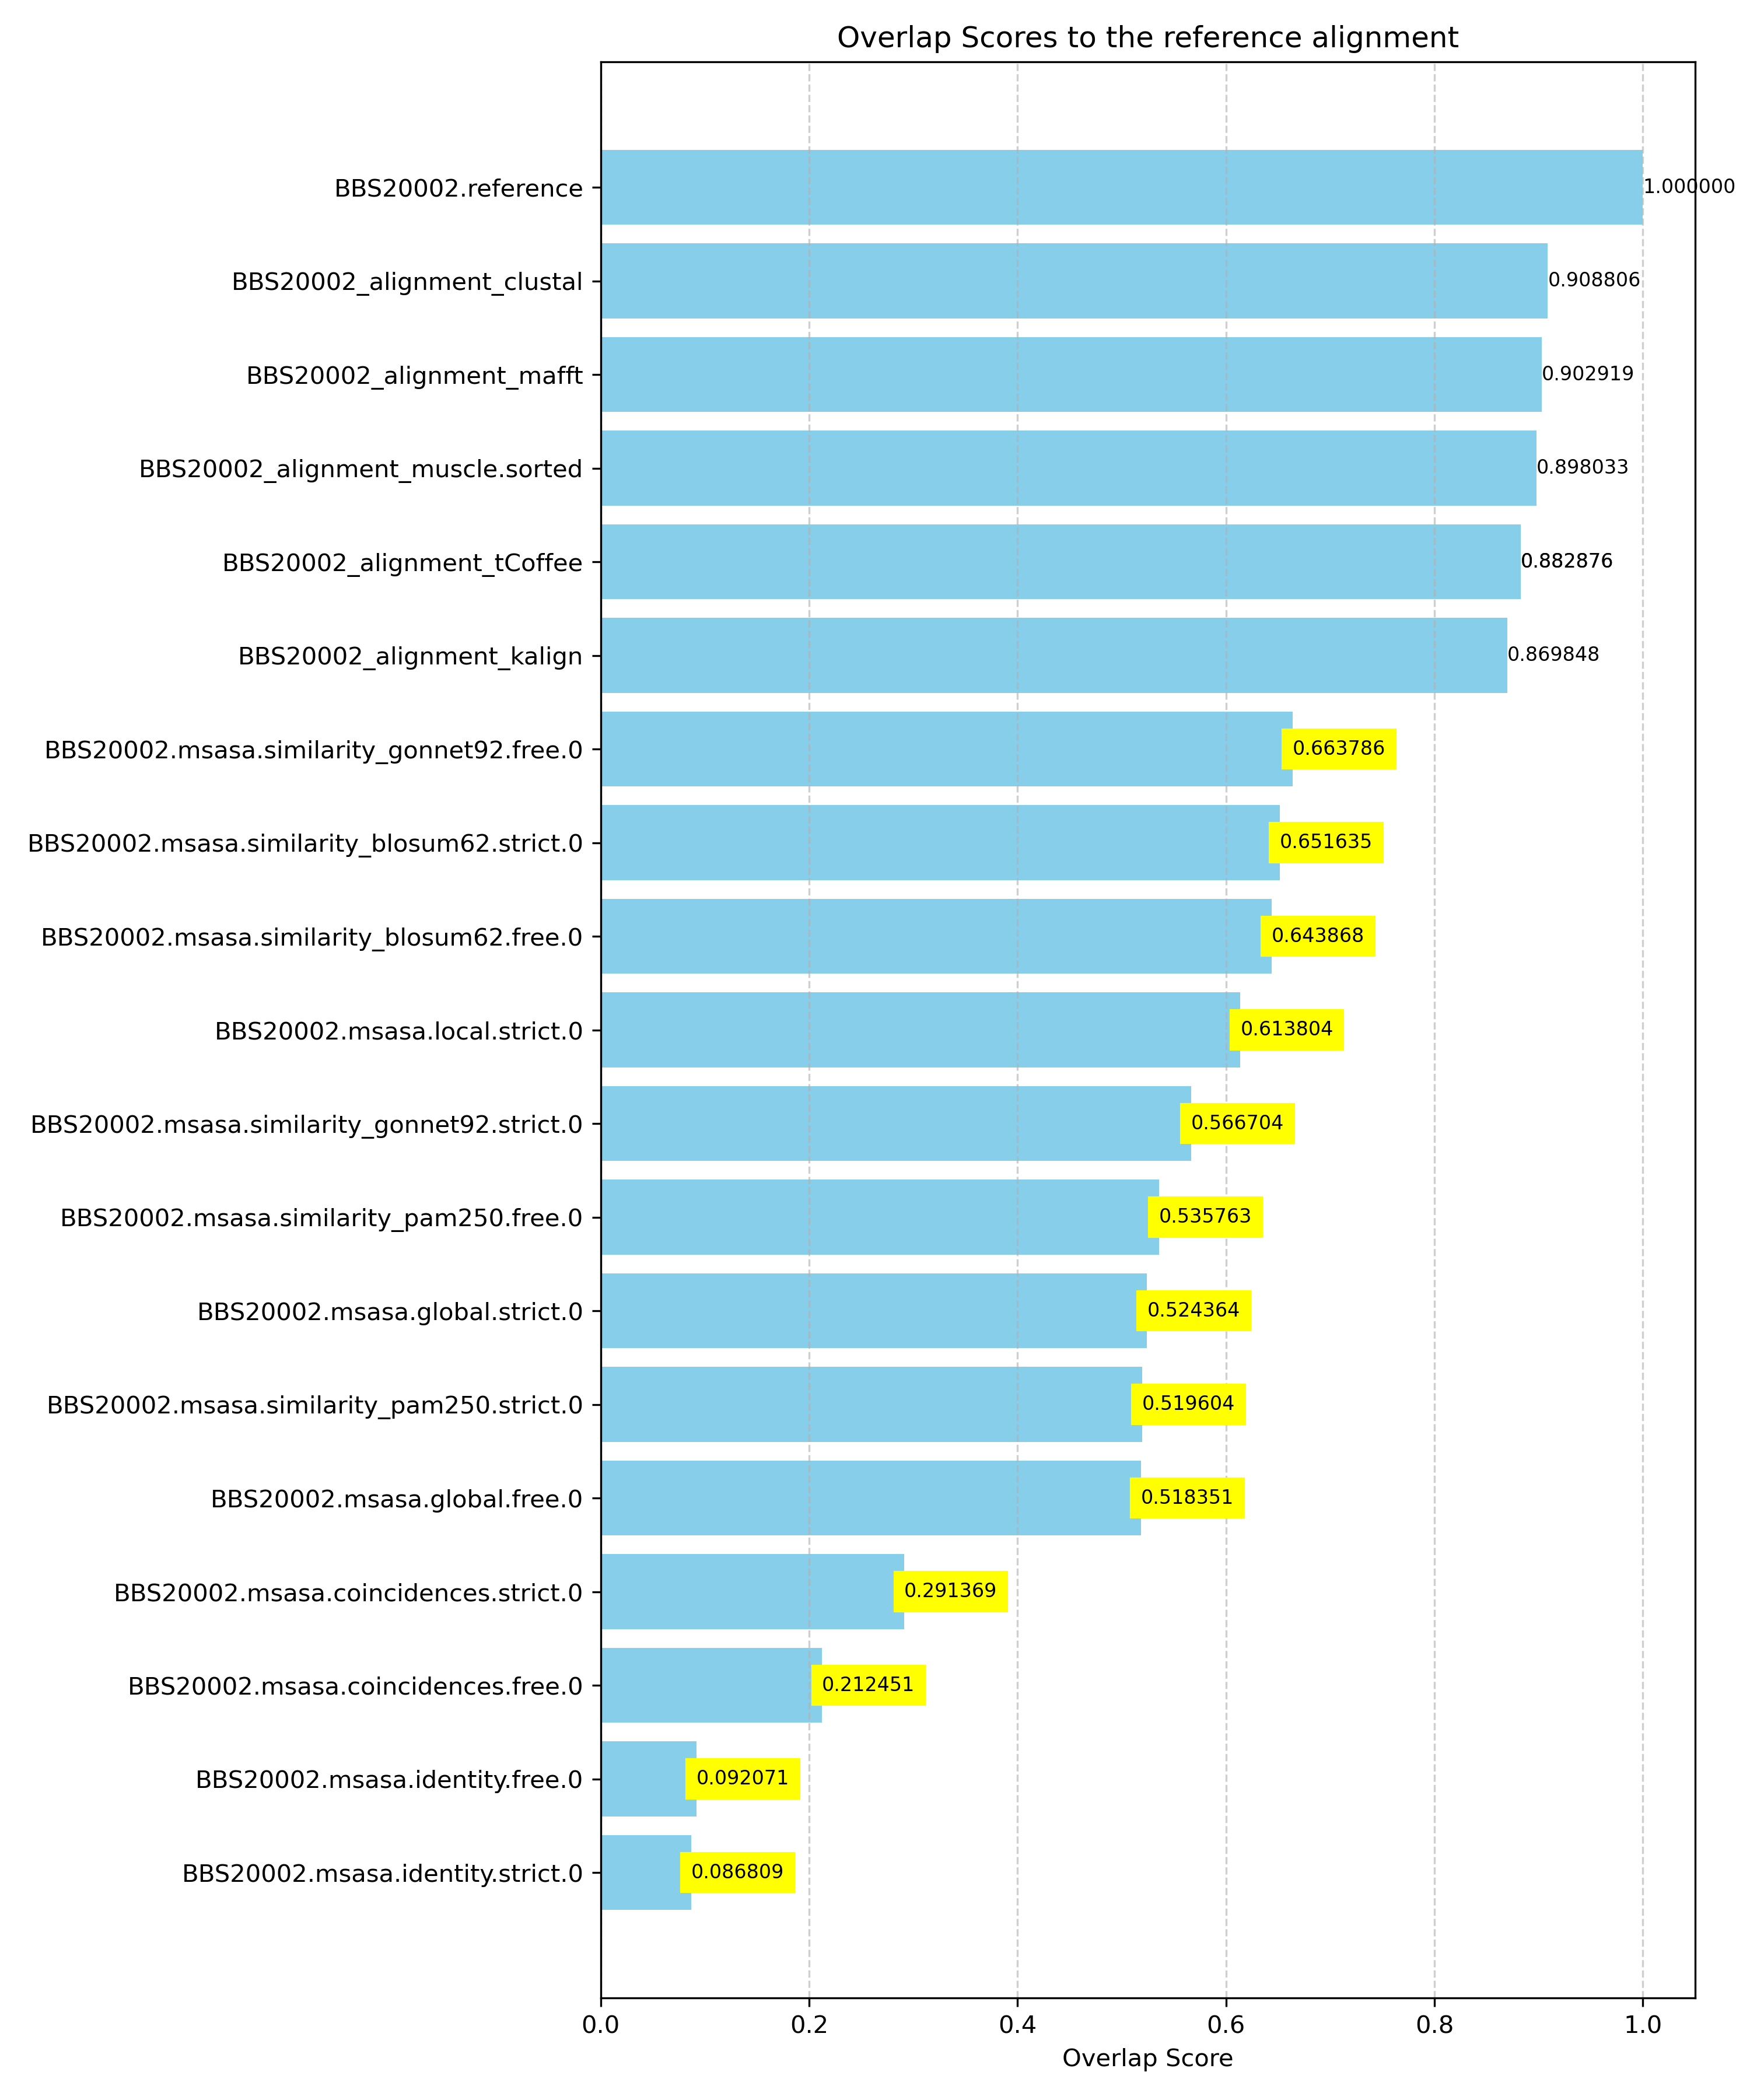 Overlap Scores to the reference alignment
BBS20002.reference 1.000000
BBS20002_alignment_clustal 0.908806
BBS20002_alignment_mafft 0.902919
BBS20002_alignment_muscle.sorted 0.898033
BBS20002_alignment_tCoffee 0.882876
BBS20002_alignment_kalign 0.869848
BBS20002.msasa.similarity_gonnet92.free.0 0.663786
BBS20002.msasa.similarity_blosum62.strict.0 0.651635
BBS20002.msasa.similarity_blosum62.free.0 0.643868
BBS20002.msasa.local.strict.0 0.613804
BBS20002.msasa.similarity_gonnet92.strict.0 0.566704
BBS20002.msasa.similarity_pam250.free.0 0.535763
BBS20002.msasa.global.strict.0 0.524364
BBS20002.msasa.similarity_pam250.strict.0 0.519604
BBS20002.msasa.global.free.0 0.518351
BBS20002.msasa.coincidences.strict.0 0.291369
BBS20002.msasa.coincidences.free.0 0.212451
BBS20002.msasa.identity.free.0 0.092071
BBS20002.msasa.identity.strict.0 0.086809
0.0 0.2 0.4 0.6 0.8 1.0
Overlap Score